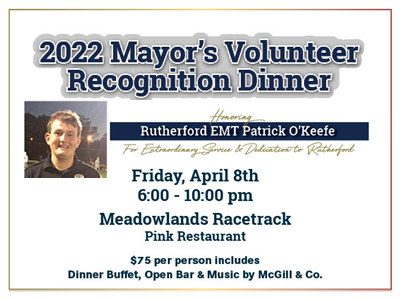 2022 Mayor's Volunteer
Recognition Dinner
Honoring
Rutherford EMT Patrick O'Keefe
For Extraordinary Service & Dedication to Rutherford
Friday, April 8th
6:00 - 10:00 pm
Meadowlands Racetrack
Pink Restaurant
$75 per person includes
Dinner Buffet, Open Bar & Music by McGill & Co.